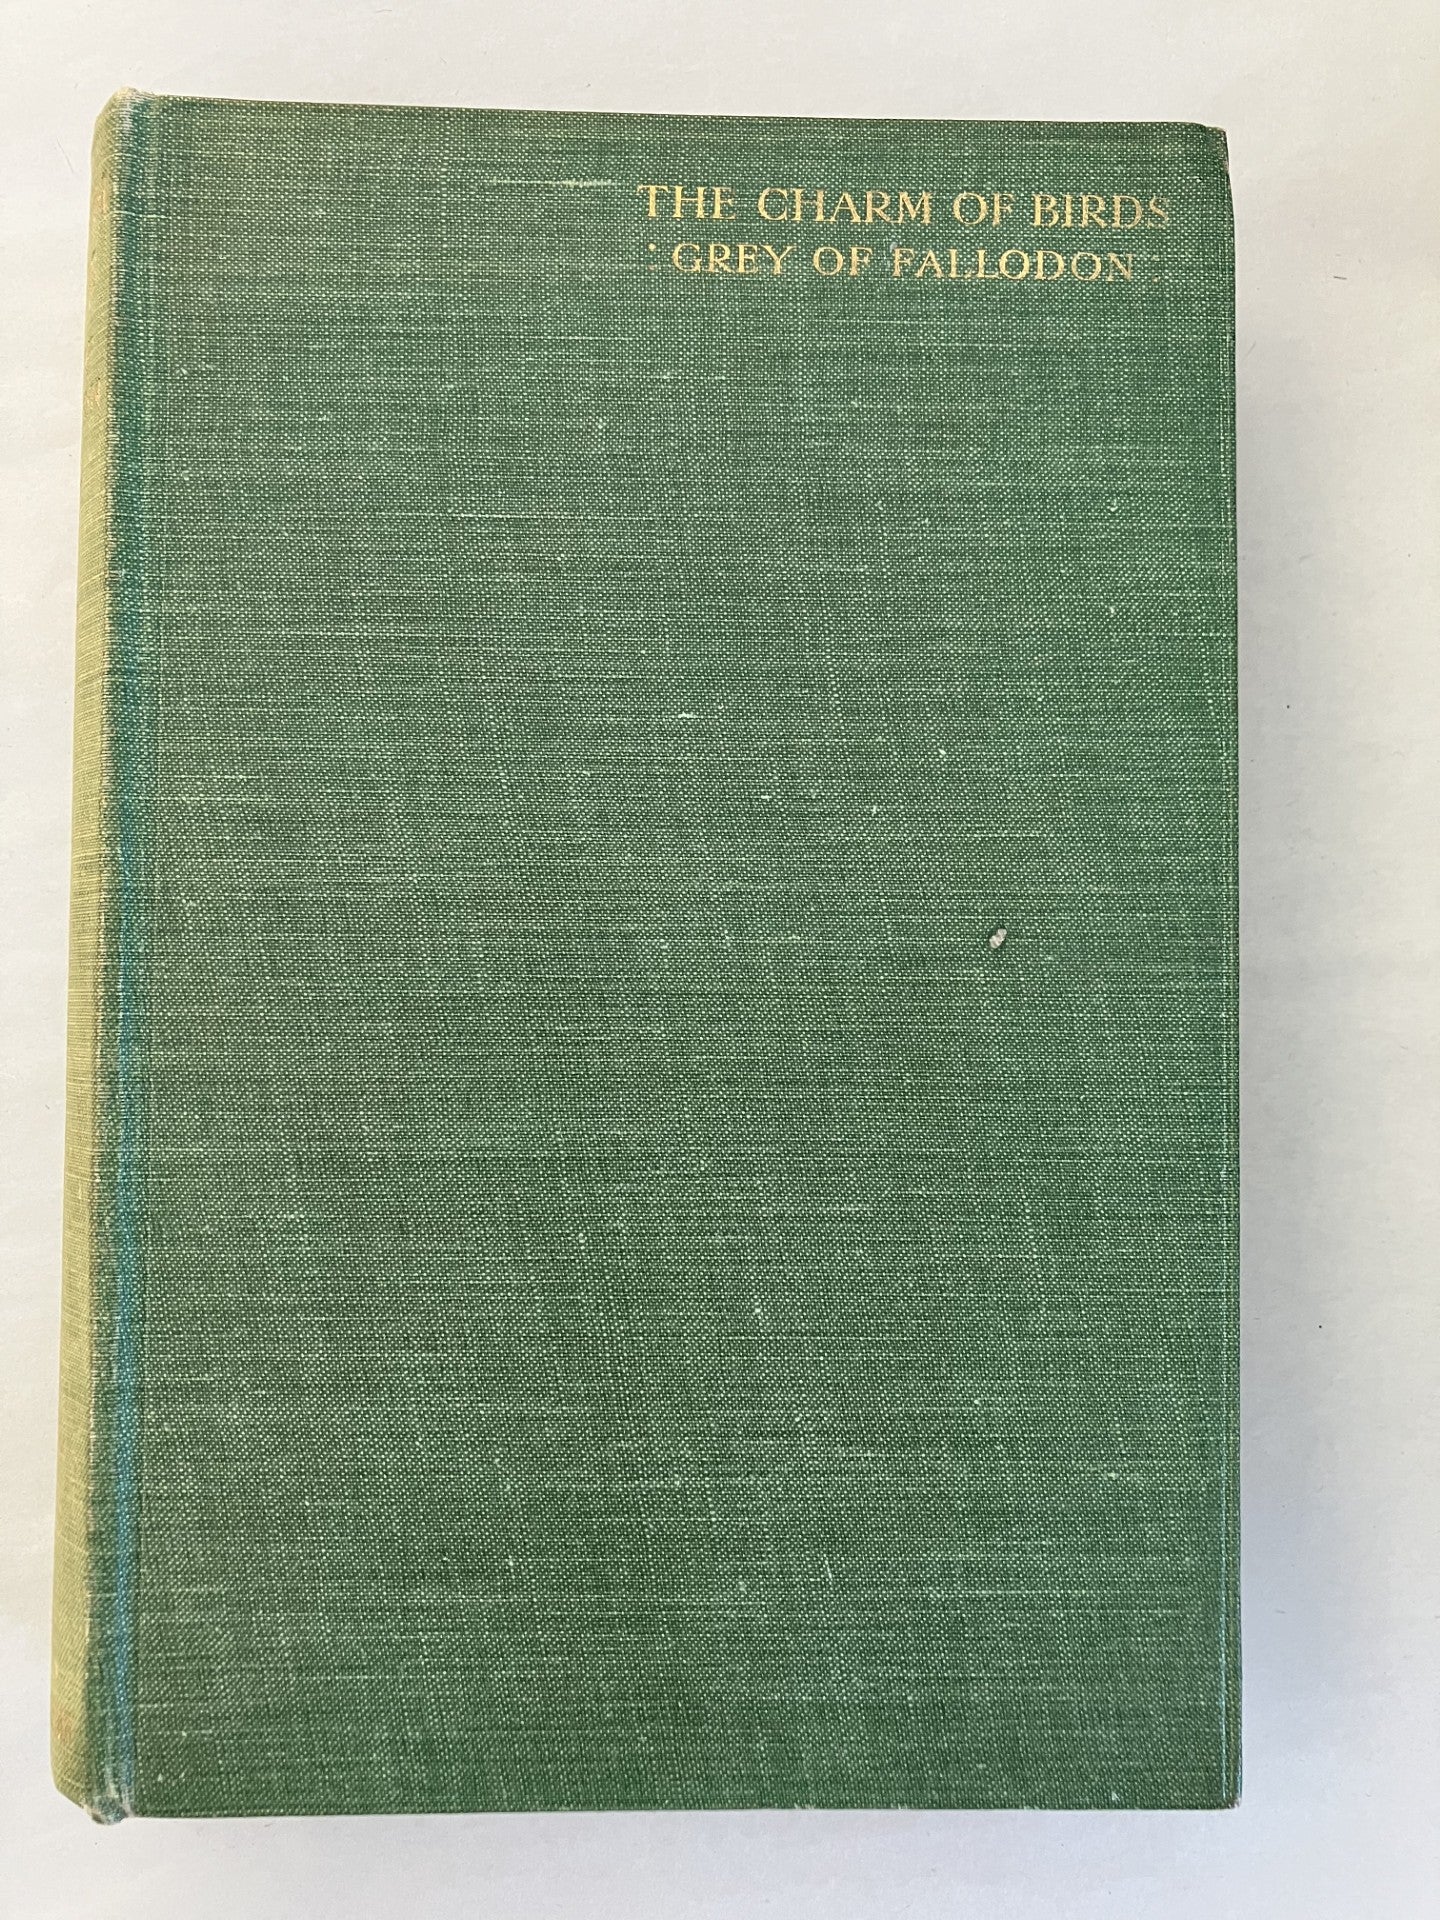 THE CHARM OF BIRDS
: GREY OF FALLODON :